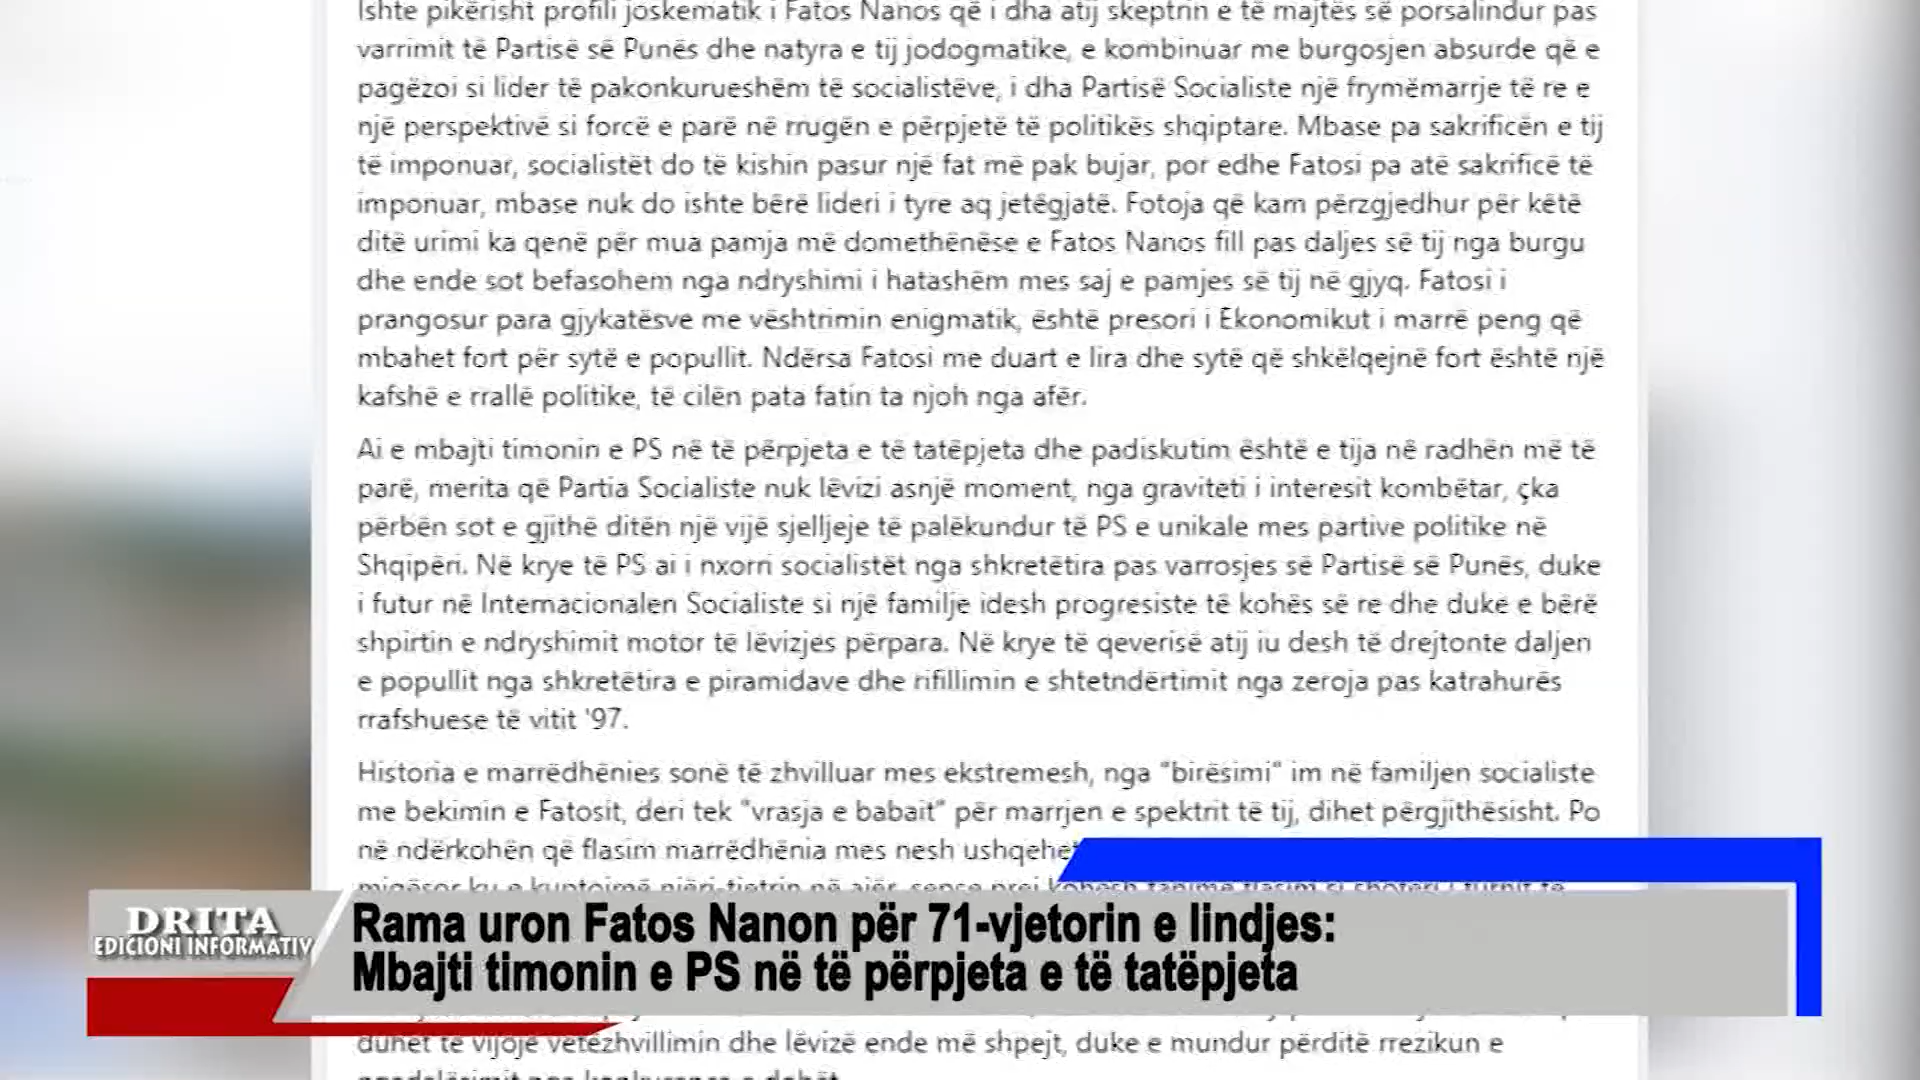 Ishte pikërisht profili joskematik i Fatos Nanos që i dha atij skeptrin e të majtës së porsalindur pas
varrimit të Partisë së Punës dhe natyra e tij jodogmatike, e kombinuar me burgosjen absurde që e
pagëzoi si lider të pakonkurueshëm të socialistëve, i dha Partisë Socialiste një frymëmarrje të re e
një perspektivë si forcë e parë në rrugën e përpjetë të politikës shqiptare. Mbase pa sakrificën e tij
të imponuar, socialistët do të kishin pasur një fat më pak bujar, por edhe Fatosi pa atë sakrificë të
imponuar, mbase nuk do ishte bërë lideri i tyre aq jetëgjatë. Fotoja që kam përzgjedhur për këtë
ditë urimi ka qenë për mua pamja më domethënëse e Fatos Nanos fill pas daljes së tij nga burgu
dhe ende sot befasohem nga ndryshimi i hatashëm mes saj e pamjes së tij në gjyq. Fatosi i
prangosur para gjykatësve me vështrimin enigmatik, është presori i Ekonomikut i marrë peng që
mbahet fort për sytë e popullit. Ndërsa Fatosi me duart e lira dhe sytë që shkëlqejnë fort është një
kafshë e rrallë politike, të cilën pata fatin ta njoh nga afër.
Ai e mbajti timonin e PS në të përpjeta e të tatëpjeta dhe padiskutim është e tija në radhën më të
parë, merita që Partia Socialiste nuk lëvizi asnjë moment, nga graviteti i interesit kombëtar, çka
përbën sot e gjithë ditën një vijë sjelljeje të palëkundur të PS e unikale mes partive politike në
Shqipëri. Në krye të PS ai i nxorri socialistët nga shkretëtira pas varrosjes së Partisë së Punës, duke
i futur në Internacionalen Socialiste si një familje idesh progresiste të kohës së re dhe duke e bërë
shpirtin e ndryshimit motor të lëvizjes përpara. Në krye të qeverisë atij iu desh të drejtonte daljen
e popullit nga shkretëtira e piramidave dhe rifillimin e shtetndërtimit nga zeroja pas katrahurës
rrafshuese të vitit '97.
Historia e marrëdhënies sonë të zhvilluar mes ekstremesh, nga "birësimi" im në familjen socialiste
me bekimin e Fatosit, deri tek "vrasja e babait" për marrjen e spektrit të tij, dihet përgjithësisht. Po
në ndërkohën që flasim marrëdhënia mes nesh ushqehet
DRITA
EDICIONI INFORMATIV
Rama uron Fatos Nanon për 71-vjetorin e lindjes:
Mbajti timonin e PS në të përpjeta e të tatëpjeta
duhet të vijojë vetëzhvillimin dhe lëvizë ende më shpejt, duke e mundur përditë rrezikun e